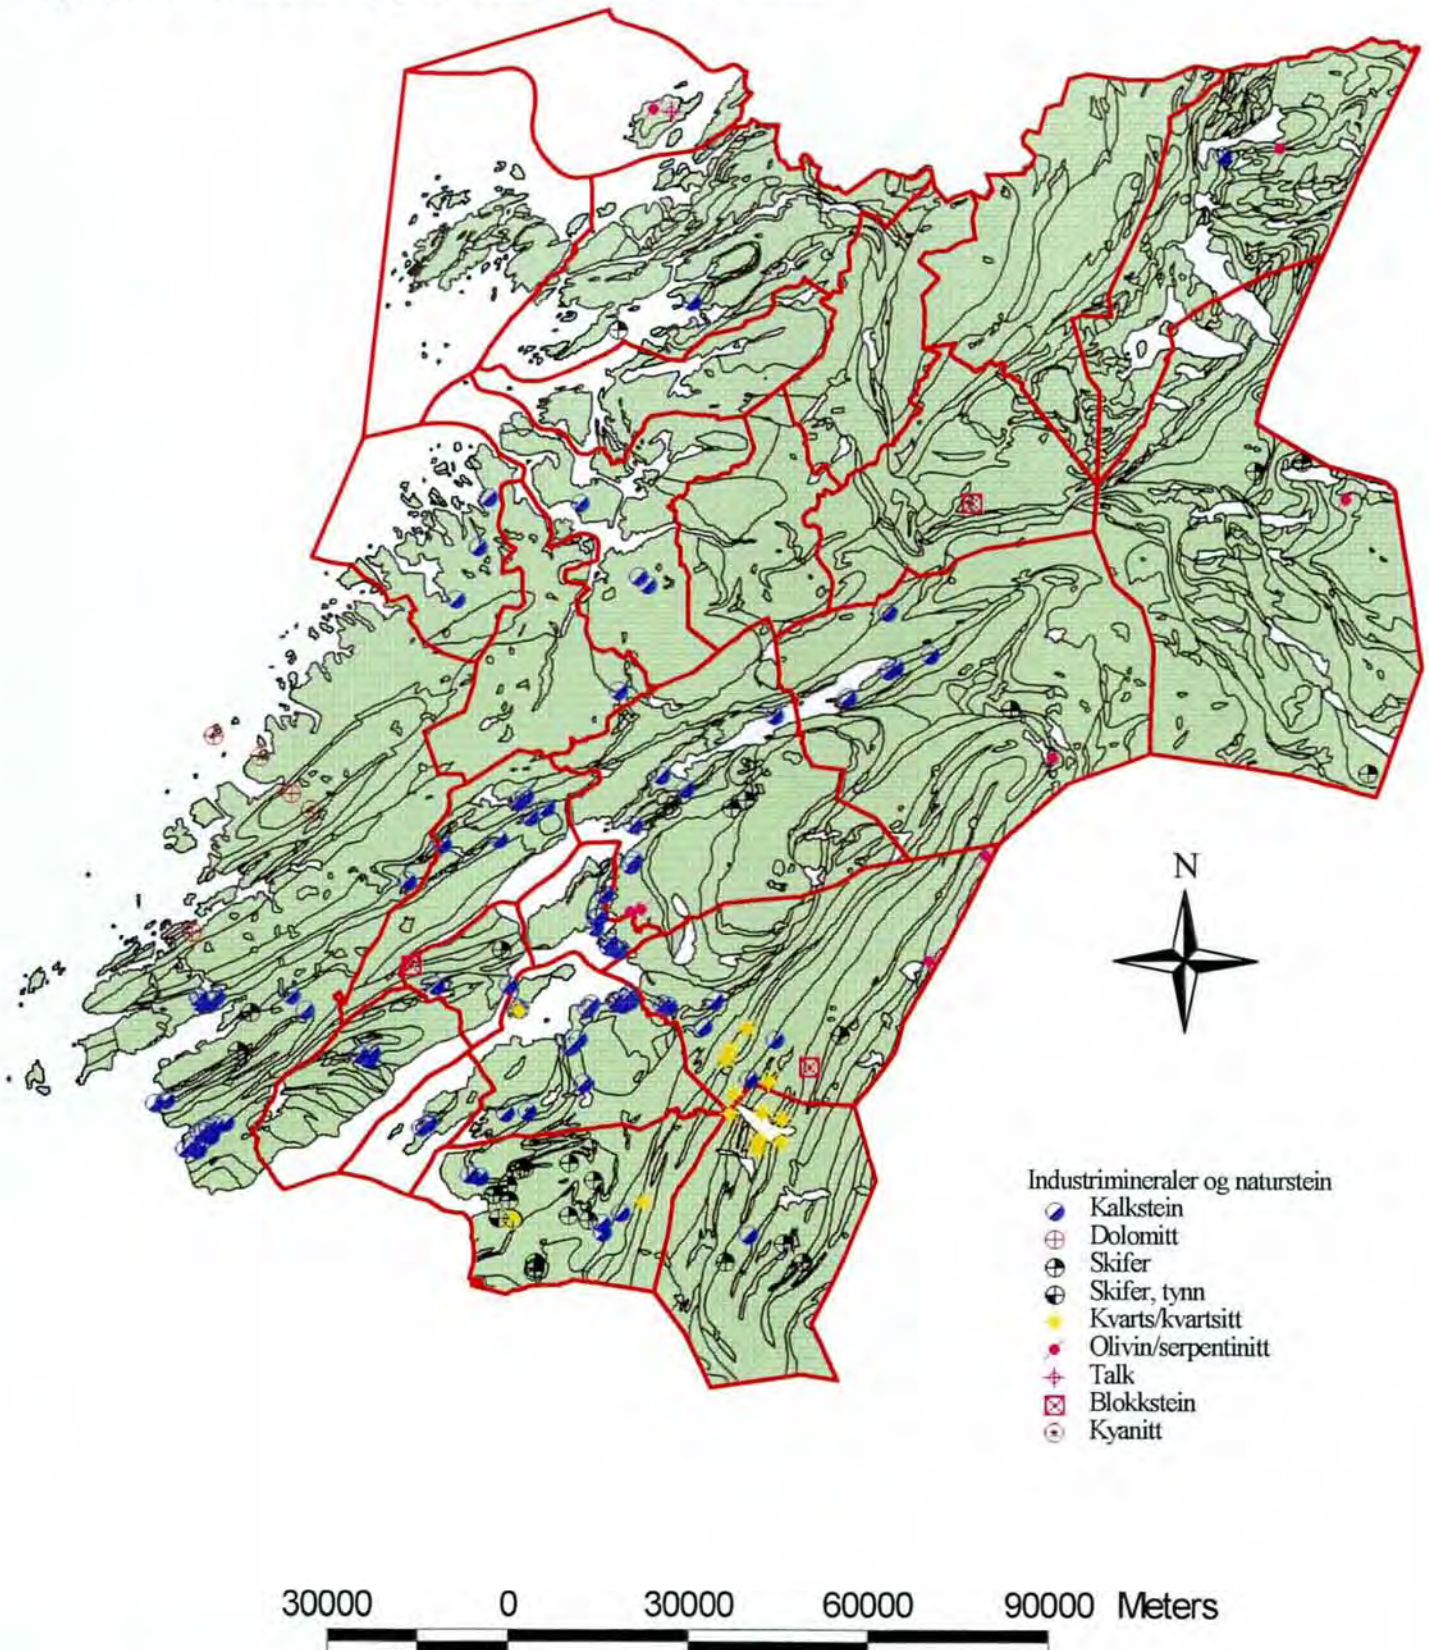 N
Industrimineraler og naturstein
Kalkstein
Dolomitt
Skifer
Skifer, tynn
Kvarts/kvartsitt
Olivin/serpentinitt
Talk
Blokkstein
Kyanitt
30000 0 30000 60000 90000 Meters